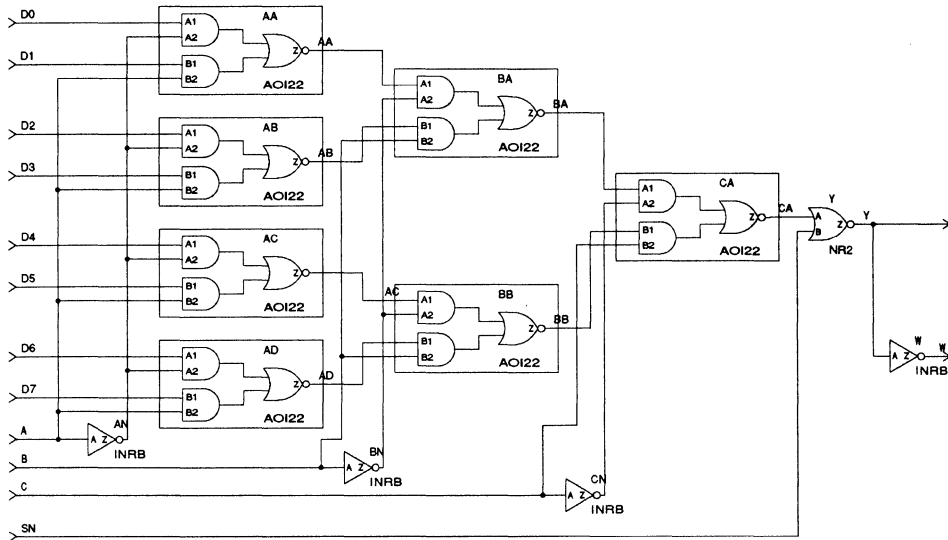 D0
A1
A2
AA
Z
AA
D1
B1
B2
AOI22
D2
A1
A2
AB
Z
AB
D3
B1
B2
AOI22
D4
A1
A2
AC
Z
AC
D5
B1
B2
AOI22
D6
A1
A2
AD
Z
AD
D7
B1
B2
AOI22
A
A Z
AN
INRB
B
A Z
BN
INRB
C
A Z
CN
INRB
SN
A1
A2
BA
Z
BA
B1
B2
AOI22
A1
A2
BB
Z
BB
B1
B2
AOI22
A1
A2
CA
Z
CA
B1
B2
AOI22
A
B
Y
Z
Y
NR2
A Z
W
W
INRB